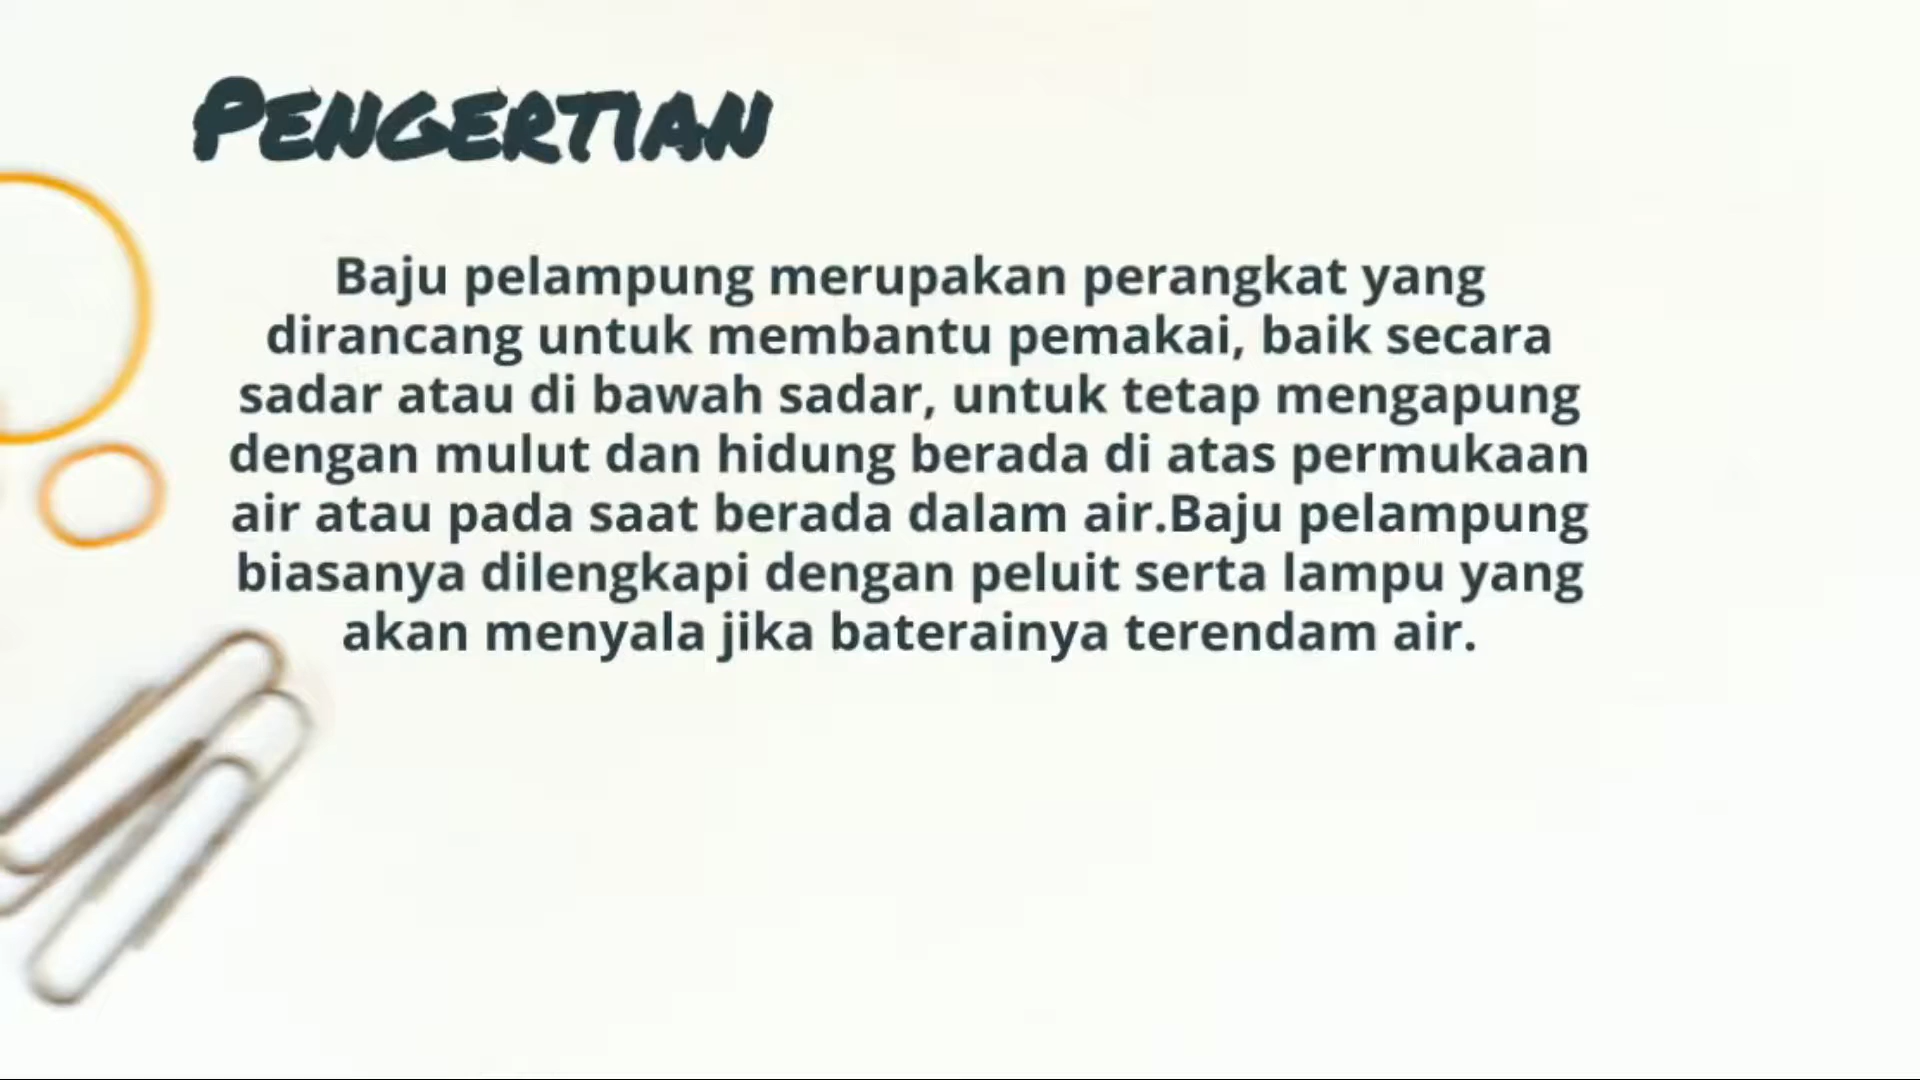 PENGERTIAN
Baju pelampung merupakan perangkat yang
dirancang untuk membantu pemakai, baik secara
sadar atau di bawah sadar, untuk tetap mengapung
dengan mulut dan hidung berada di atas permukaan
air atau pada saat berada dalam air.Baju pelampung
biasanya dilengkapi dengan peluit serta lampu yang
akan menyala jika baterainya terendam air.